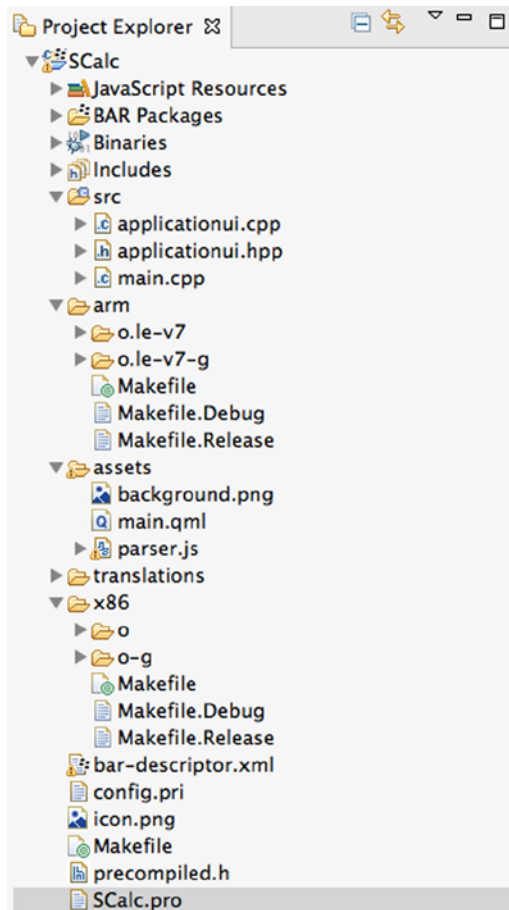 Project Explorer
SCalc
JavaScript Resources
BAR Packages
Binaries
Includes
src
applicationui.cpp
applicationui.hpp
main.cpp
arm
o.le-v7
o.le-v7-g
Makefile
Makefile.Debug
Makefile.Release
assets
background.png
main.qml
parser.js
translations
x86
o
o-g
Makefile
Makefile.Debug
Makefile.Release
bar-descriptor.xml
config.pri
icon.png
Makefile
precompiled.h
SCalc.pro